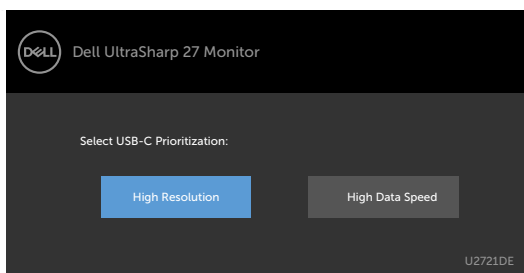 DELL Dell UltraSharp 27 Monitor
Select USB-C Prioritization:
High Resolution High Data Speed
U2721DE